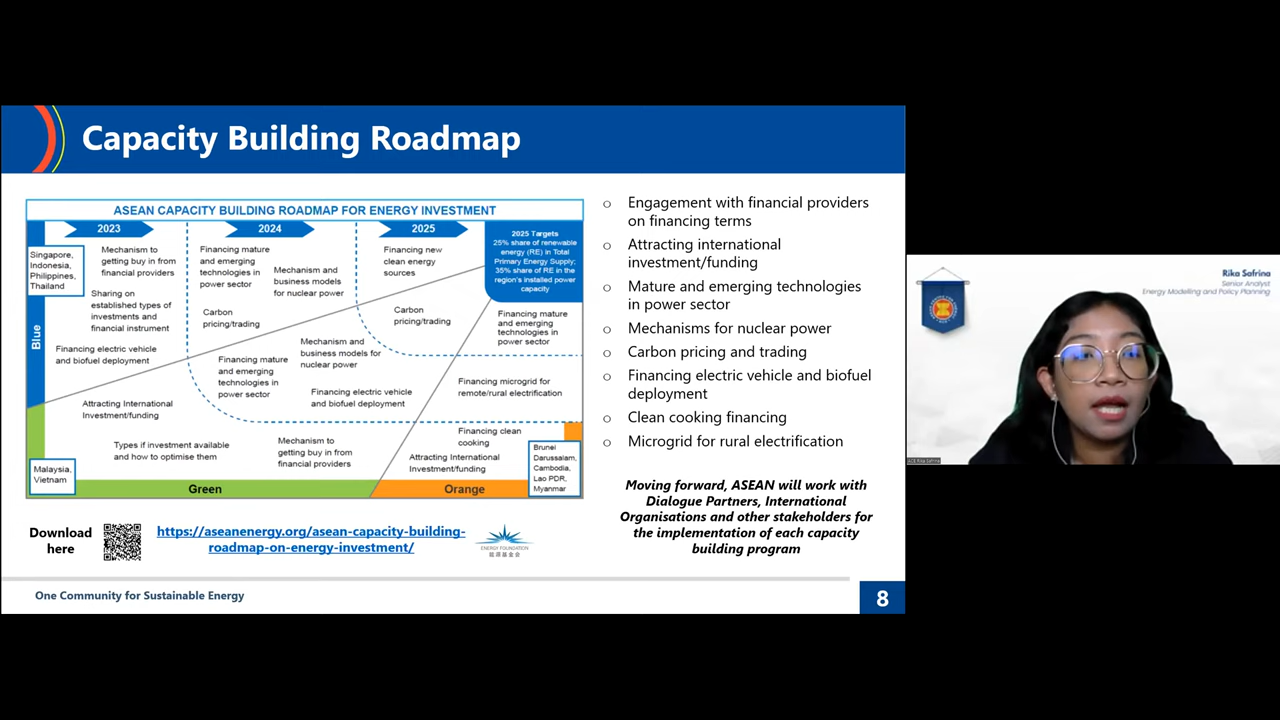 Capacity Building Roadmap
ASEAN CAPACITY BUILDING ROADMAP FOR ENERGY INVESTMENT
2023
2024
2025
2025 Targets
25% share of renewable
energy (RE) in Total
Primary Energy Supply;
35% share of RE in the
region's installed power
capacity
Singapore,
Indonesia,
Philippines,
Thailand
Mechanism to
getting buy in from
financial providers
Sharing on
established types of
investments and
financial instrument
Financing electric vehicle
and biofuel deployment
Financing mature
and emerging
technologies in
power sector
Mechanism and
business models
for nuclear power
Carbon
pricing/trading
Financing new
clean energy
sources
Carbon
pricing/trading
Financing mature
and emerging
technologies in
power sector
Blue
Attracting International
Investment/funding
Financing mature
and emerging
technologies in
power sector
Mechanism and
business models for
nuclear power
Financing electric vehicle
and biofuel deployment
Financing microgrid for
remote/rural electrification
Types if investment available
and how to optimise them
Mechanism to
getting buy in from
financial providers
Financing clean
cooking
Attracting International
Investment/funding
Malaysia,
Vietnam
Brunei
Darussalam,
Cambodia,
Lao PDR,
Myanmar
Green
Orange
Download
here
https://aseanenergy.org/asean-capacity-building-
roadmap-on-energy-investment/
ENERGY FOUNDATION
能源基金会
o Engagement with financial providers
on financing terms
o Attracting international
investment/funding
o Mature and emerging technologies
in power sector
o Mechanisms for nuclear power
o Carbon pricing and trading
o Financing electric vehicle and biofuel
deployment
o Clean cooking financing
o Microgrid for rural electrification
Moving forward, ASEAN will work with
Dialogue Partners, International
Organisations and other stakeholders for
the implementation of each capacity
building program
One Community for Sustainable Energy
8
Rika Safrina
Senior Analyst
Energy Modelling and Policy Planning
ACE Rika Safrina